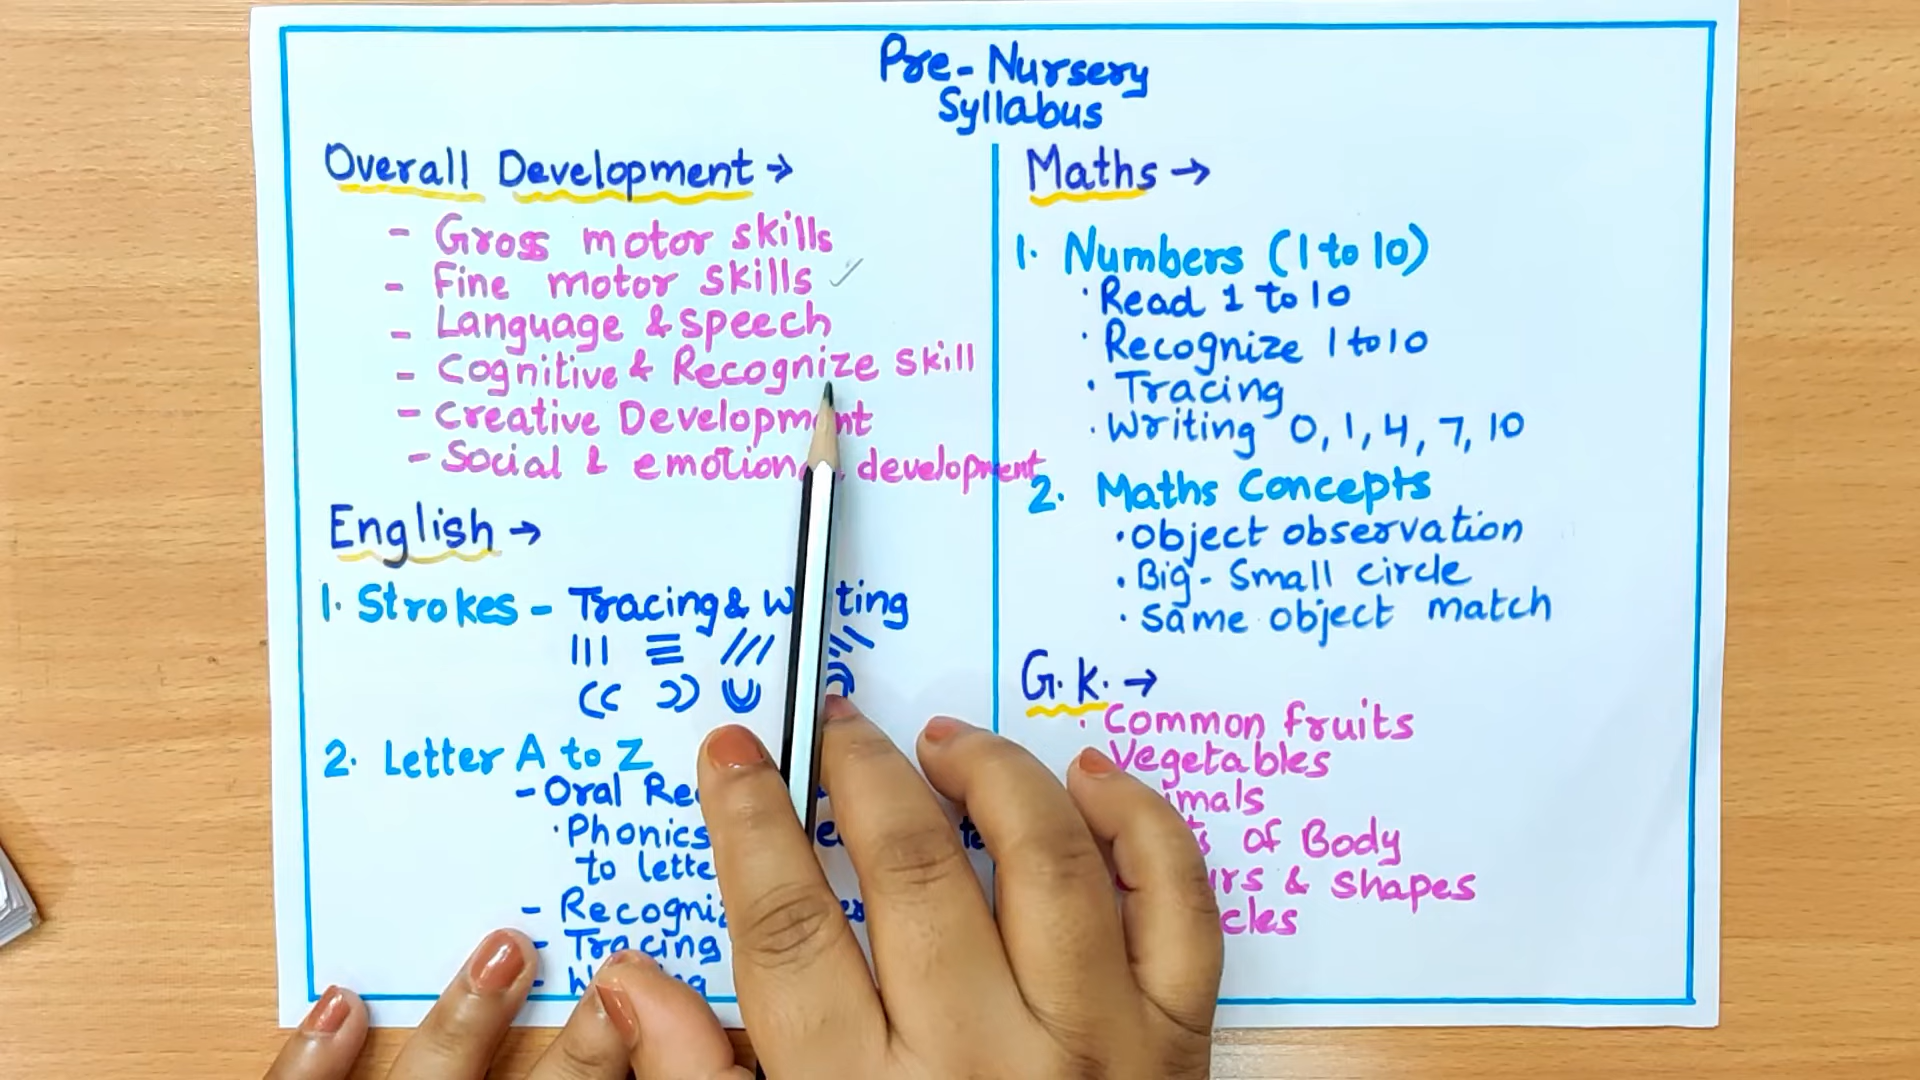 Pre-Nursery
Syllabus
Overall Development →
- Gross motor skills
- Fine motor skills ✓
- Language & speech
- Cognitive & Recognize skill
- Creative Development
- Social & emotional development
English →
1. Strokes - Tracing & Writing
2. Letter A to Z
- Oral
· Phonics
to
- Tracing
Maths →
1. Numbers (1 to 10)
· Read 1 to 10
· Recognize 1 to 10
· Tracing
· Writing 0, 1, 4, 7, 10
2. Maths Concepts
· Object observation
· Big - Small circle
· Same object match
G.K. →
· Common fruits
Vegetables
of Body
& shapes